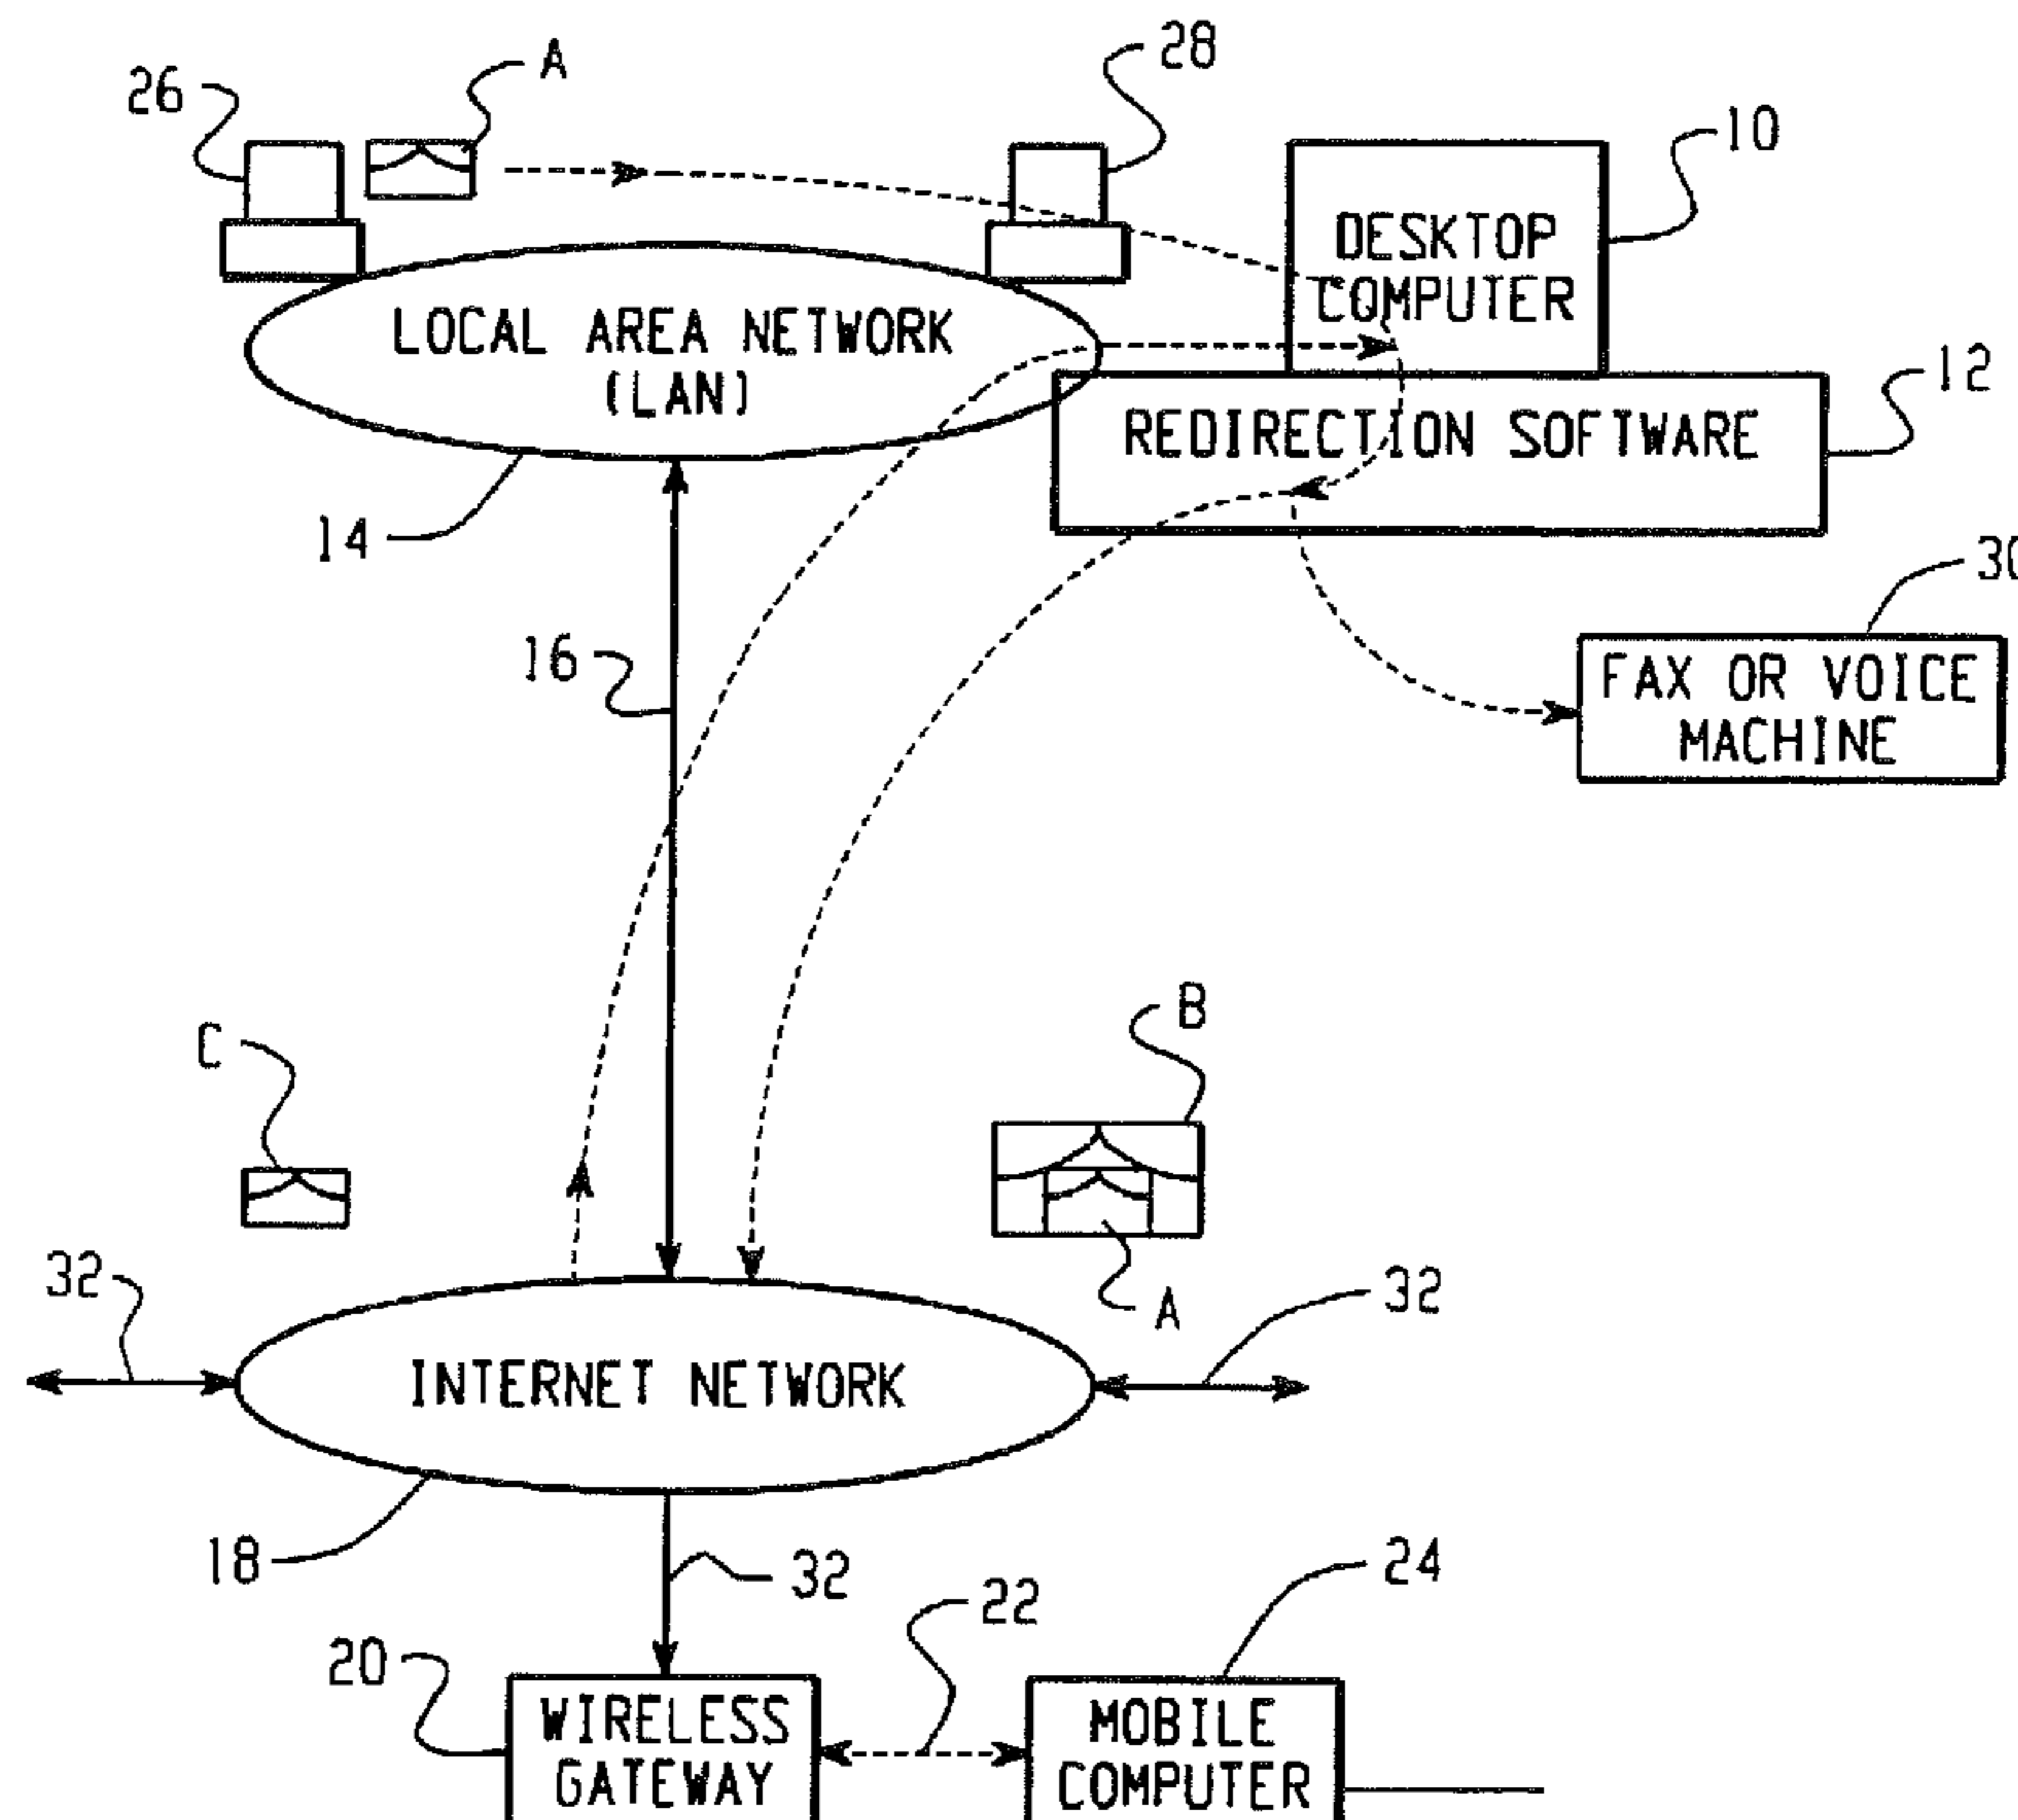 26
A
28
10
DESKTOP
COMPUTER
LOCAL AREA NETWORK
(LAN)
12
REDIRECTION SOFTWARE
14
30
16
FAX OR VOICE
MACHINE
C
B
32
A
32
INTERNET NETWORK
18
32
24
22
20
WIRELESS
GATEWAY
MOBILE
COMPUTER